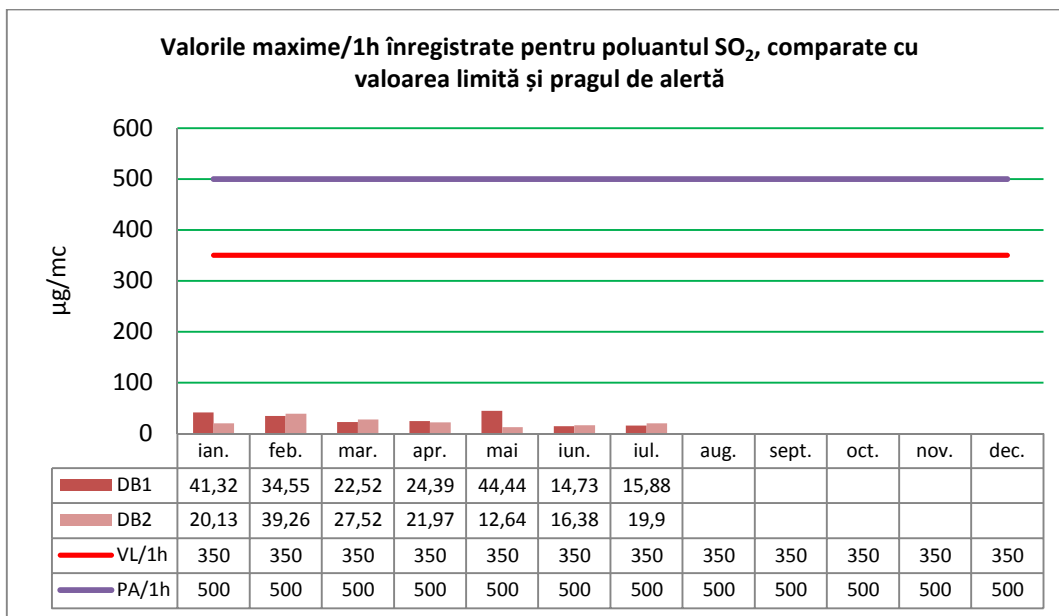 Valorile maxime/1h înregistrate pentru poluantul SO₂, comparate cu
valoarea limită și pragul de alertă
600
500
400
300
200
100
0
µg/mc
ian. feb. mar. apr. mai iun. iul. aug. sept. oct. nov. dec.
DB1 41,32 34,55 22,52 24,39 44,44 14,73 15,88
DB2 20,13 39,26 27,52 21,97 12,64 16,38 19,9
VL/1h 350 350 350 350 350 350 350 350 350 350 350 350
PA/1h 500 500 500 500 500 500 500 500 500 500 500 500